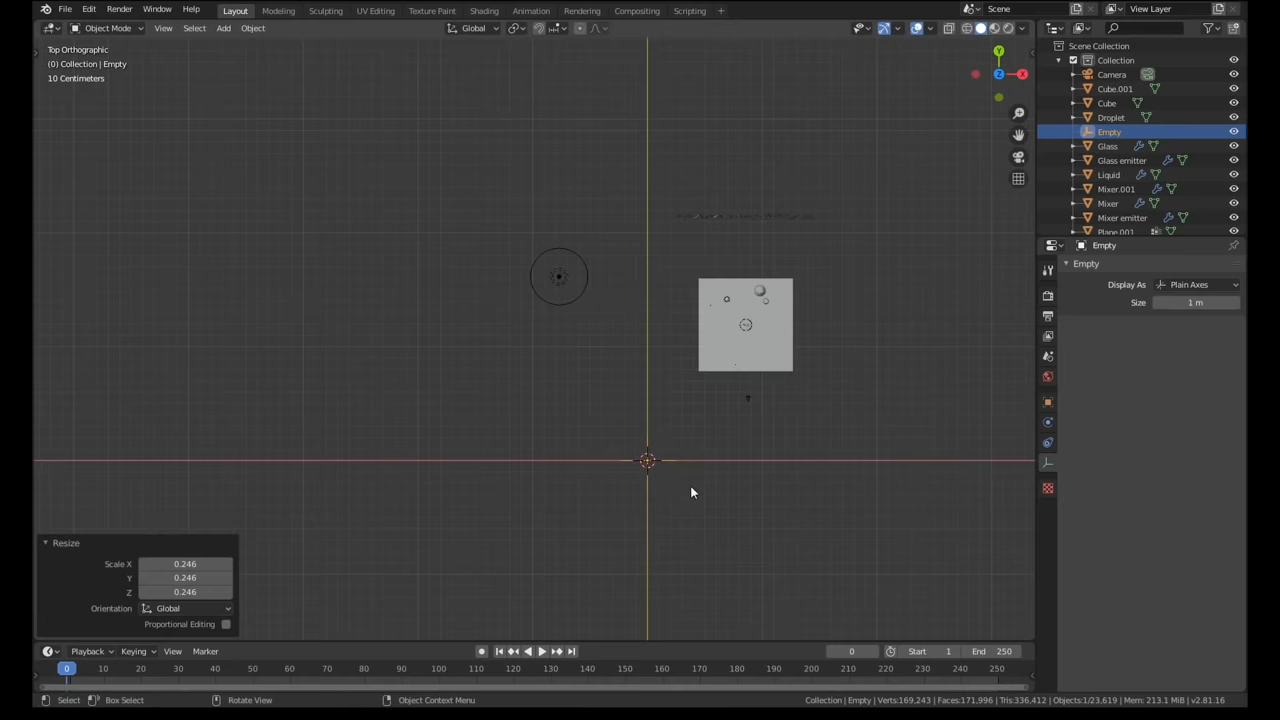 File Edit Render Window Help Layout Modeling Sculpting UV Editing Texture Paint Shading Animation Rendering Compositing Scripting + Scene View Layer
Object Mode View Select Add Object Global
Top Orthographic
(0) Collection | Empty
10 Centimeters
Y
Z
X
Resize
Scale X 0.246
Y 0.246
Z 0.246
Orientation Global
Proportional Editing
Scene Collection
Collection
Camera
Cube.001
Cube
Droplet
Empty
Glass
Glass emitter
Liquid
Mixer.001
Mixer
Mixer emitter
Plane.001
Empty
Empty
Display As Plain Axes
Size 1 m
Playback Keying View Marker 0 Start 1 End 250
0 10 20 30 40 50 60 70 80 90 100 110 120 130 140 150 160 170 180 190 200 210 220 230 240 250
Select Box Select Rotate View Object Context Menu Collection | Empty | Verts:169,243 | Faces:171,996 | Tris:336,412 | Objects:1/23,619 | Mem: 213.1 MiB | v2.81.16